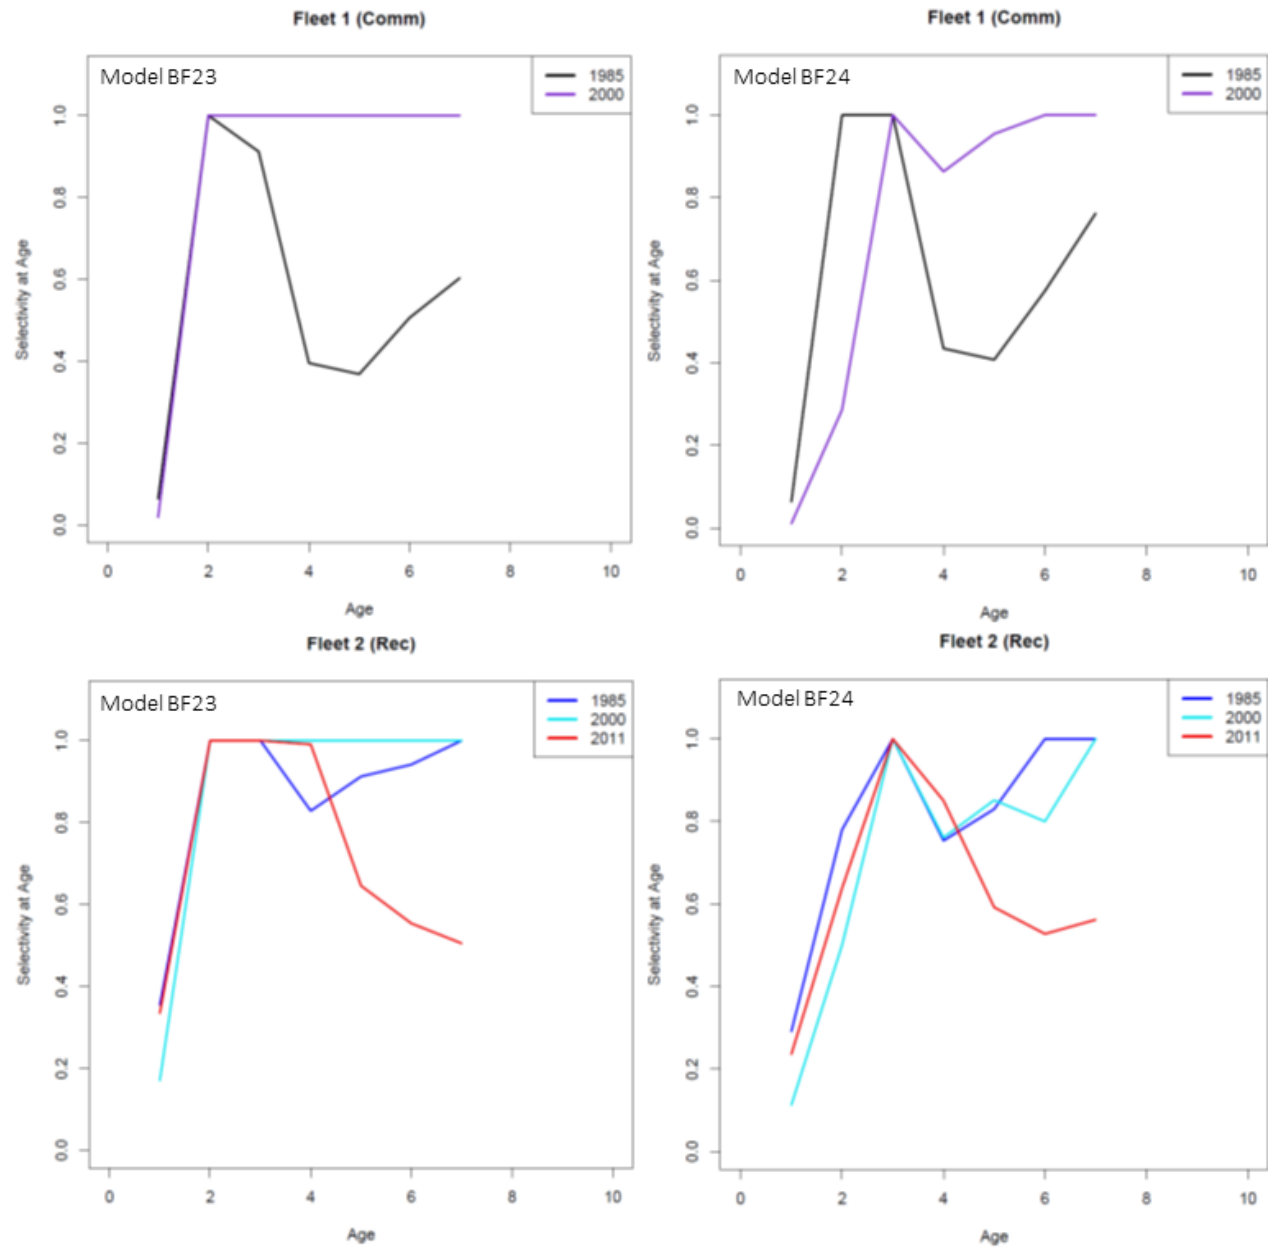 Fleet 1 (Comm)
Model BF23
1985
2000
Selectivity at Age
0.0 0.2 0.4 0.6 0.8 1.0
0 2 4 6 8 10
Age
Fleet 1 (Comm)
Model BF24
1985
2000
Selectivity at Age
0.0 0.2 0.4 0.6 0.8 1.0
0 2 4 6 8 10
Age
Fleet 2 (Rec)
Model BF23
1985
2000
2011
Selectivity at Age
0.0 0.2 0.4 0.6 0.8 1.0
0 2 4 6 8 10
Age
Fleet 2 (Rec)
Model BF24
1985
2000
2011
Selectivity at Age
0.0 0.2 0.4 0.6 0.8 1.0
0 2 4 6 8 10
Age